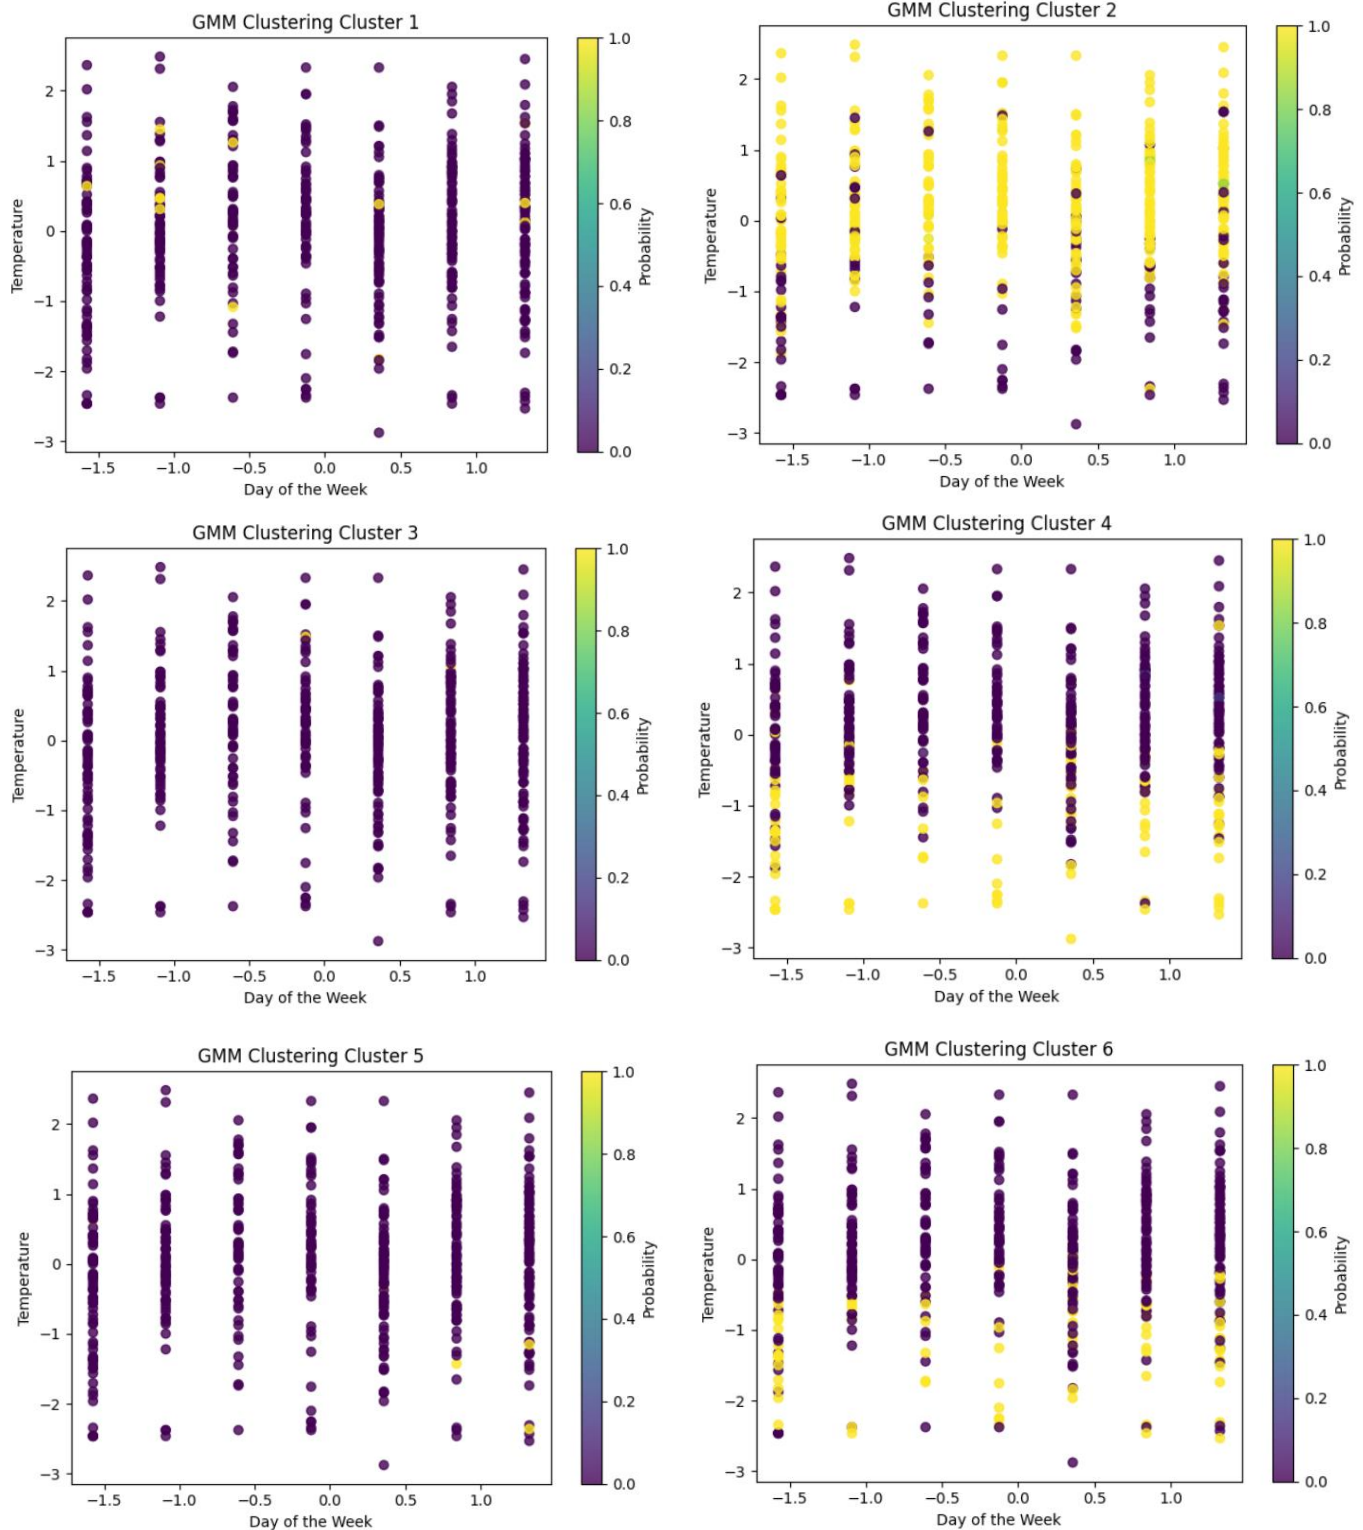 GMM Clustering Cluster 1
2
1
0
−1
−2
−3
Temperature
−1.5 −1.0 −0.5 0.0 0.5 1.0
Day of the Week
1.0
0.8
0.6
0.4
0.2
0.0
Probability
GMM Clustering Cluster 2
2
1
0
−1
−2
−3
Temperature
−1.5 −1.0 −0.5 0.0 0.5 1.0
Day of the Week
1.0
0.8
0.6
0.4
0.2
0.0
Probability
GMM Clustering Cluster 3
2
1
0
−1
−2
−3
Temperature
−1.5 −1.0 −0.5 0.0 0.5 1.0
Day of the Week
1.0
0.8
0.6
0.4
0.2
0.0
Probability
GMM Clustering Cluster 4
2
1
0
−1
−2
−3
Temperature
−1.5 −1.0 −0.5 0.0 0.5 1.0
Day of the Week
1.0
0.8
0.6
0.4
0.2
0.0
Probability
GMM Clustering Cluster 5
2
1
0
−1
−2
−3
Temperature
−1.5 −1.0 −0.5 0.0 0.5 1.0
Day of the Week
1.0
0.8
0.6
0.4
0.2
0.0
Probability
GMM Clustering Cluster 6
2
1
0
−1
−2
−3
Temperature
−1.5 −1.0 −0.5 0.0 0.5 1.0
Day of the Week
1.0
0.8
0.6
0.4
0.2
0.0
Probability